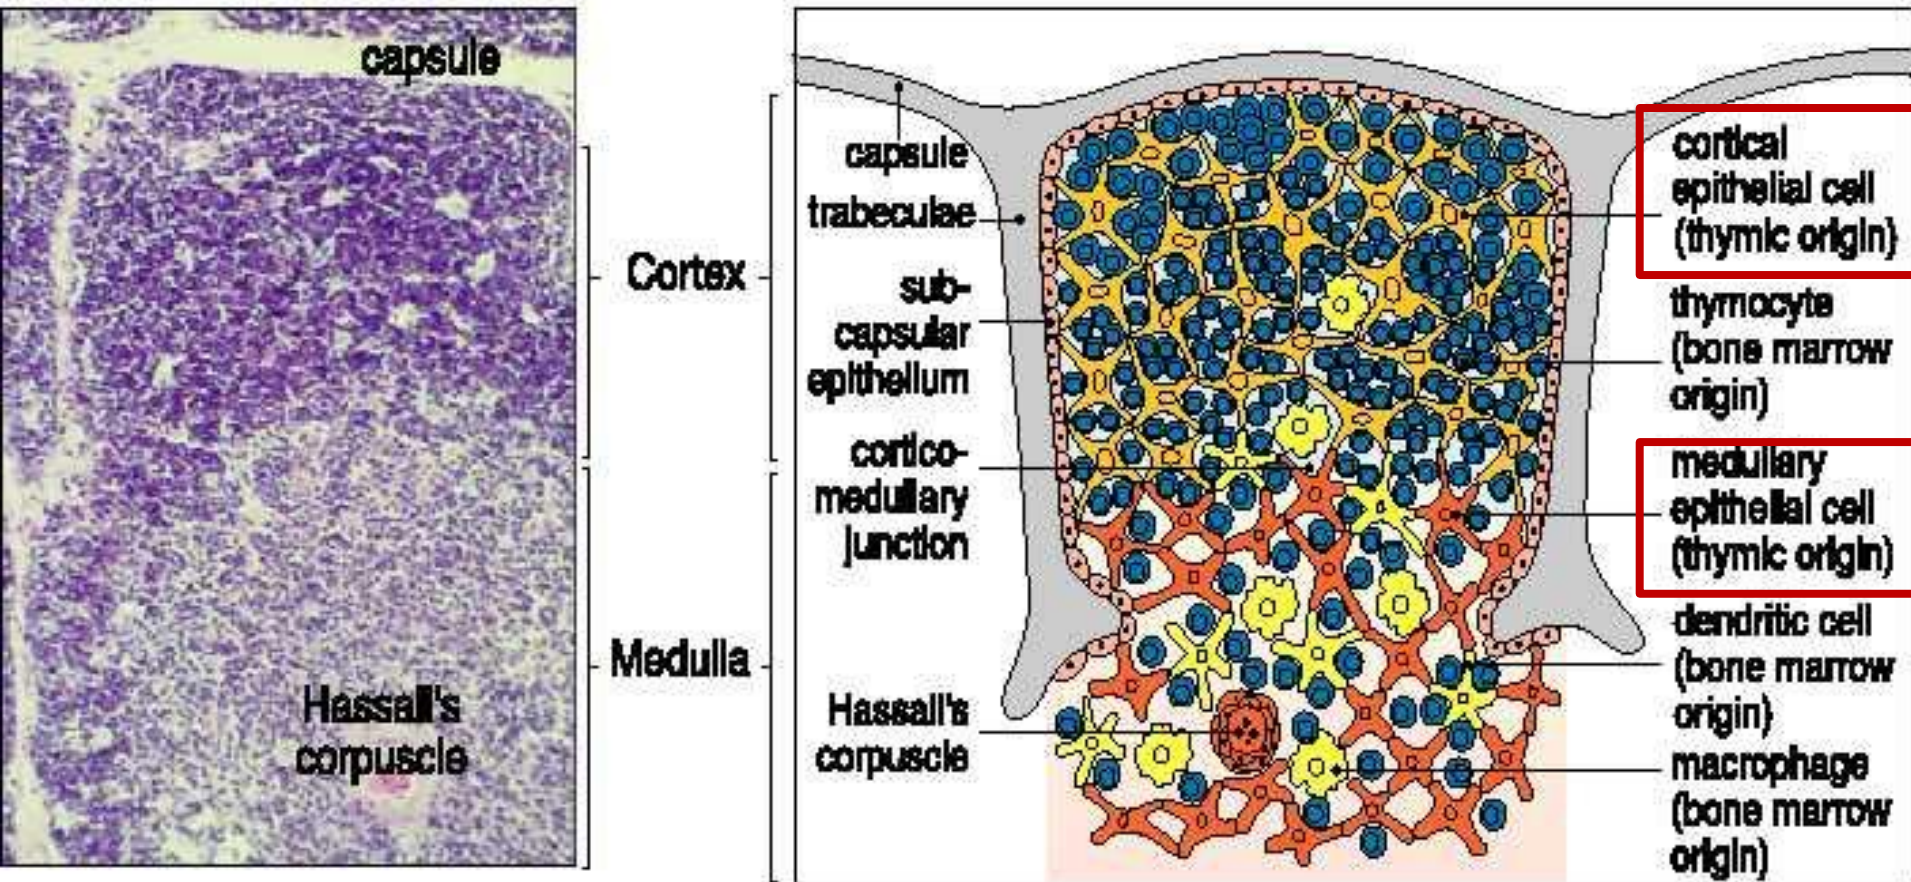 capsule
Hassall's
corpuscle
Cortex
Medulla
capsule
trabeculae
sub-
capsular
epithelium
cortico-
medullary
junction
Hassall's
corpuscle
cortical
epithelial cell
(thymic origin)
thymocyte
(bone marrow
origin)
medullary
epithelial cell
(thymic origin)
dendritic cell
(bone marrow
origin)
macrophage
(bone marrow
origin)